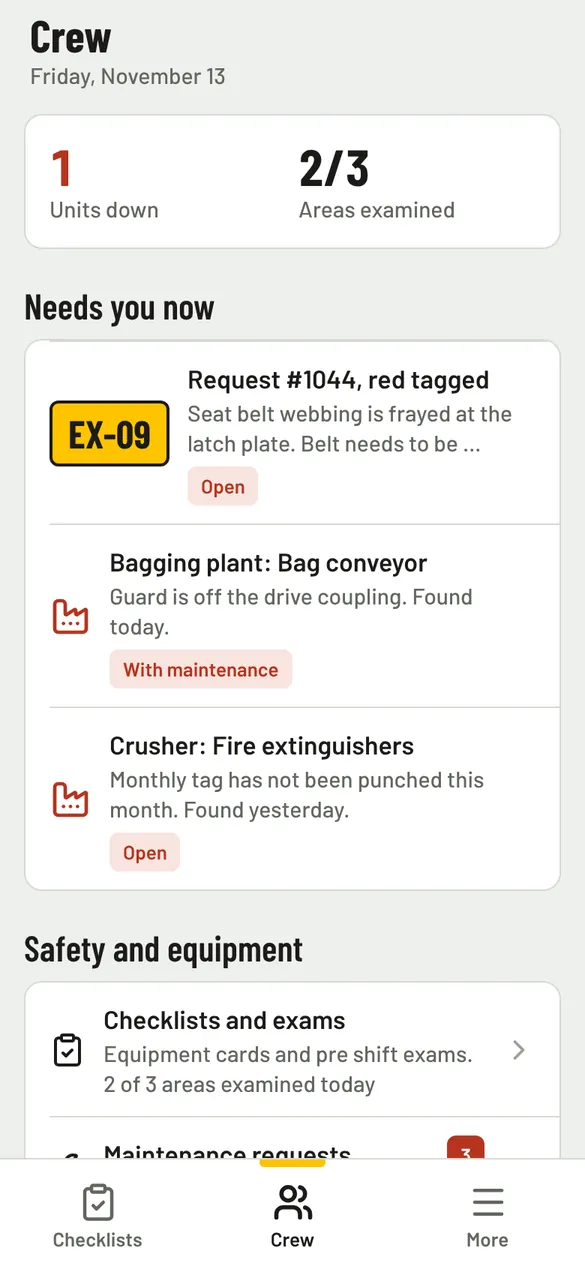 Crew
Friday, November 13
1
Units down
2/3
Areas examined
Needs you now
EX-09
Request #1044, red tagged
Seat belt webbing is frayed at the
latch plate. Belt needs to be ...
Open
Bagging plant: Bag conveyor
Guard is off the drive coupling. Found
today.
With maintenance
Crusher: Fire extinguishers
Monthly tag has not been punched this
month. Found yesterday.
Open
Safety and equipment
Checklists and exams
Equipment cards and pre shift exams.
2 of 3 areas examined today
Maintenance requests
3
Checklists
Crew
More